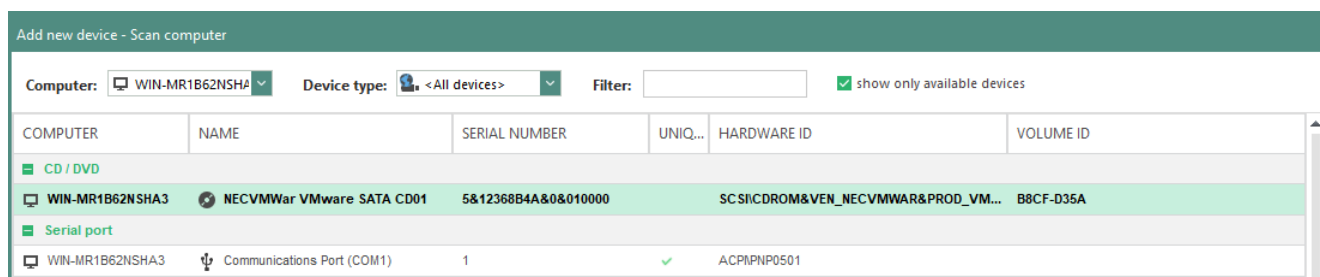 Add new device - Scan computer
Computer: WIN-MR1B62NSHA Device type: <All devices> Filter: show only available devices
COMPUTER NAME SERIAL NUMBER UNIQ... HARDWARE ID VOLUME ID
CD / DVD
WIN-MR1B62NSHA3 NECVMWar VMware SATA CD01 5&12368B4A&0&010000 SCSI\CDROM&VEN_NECVMWAR&PROD_VM... B8CF-D35A
Serial port
WIN-MR1B62NSHA3 Communications Port (COM1) 1 ACPI\PNP0501